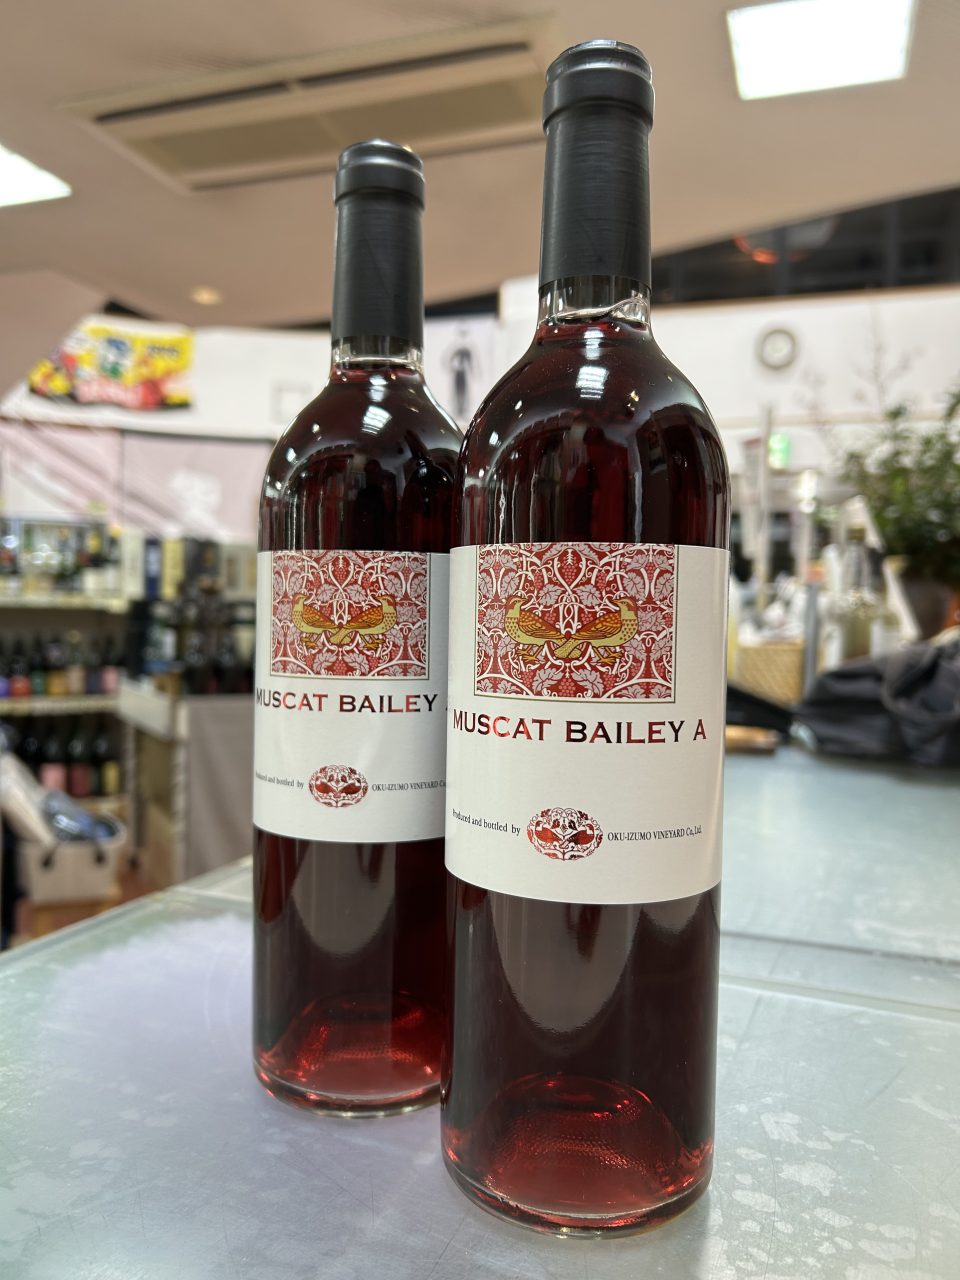 MUSCAT BAILEY
Produced and bottled by
OKU-IZUMO VINEYARD Co
MUSCAT BAILEY A
Produced and bottled by
OKU-IZUMO VINEYARD Co., Ltd.